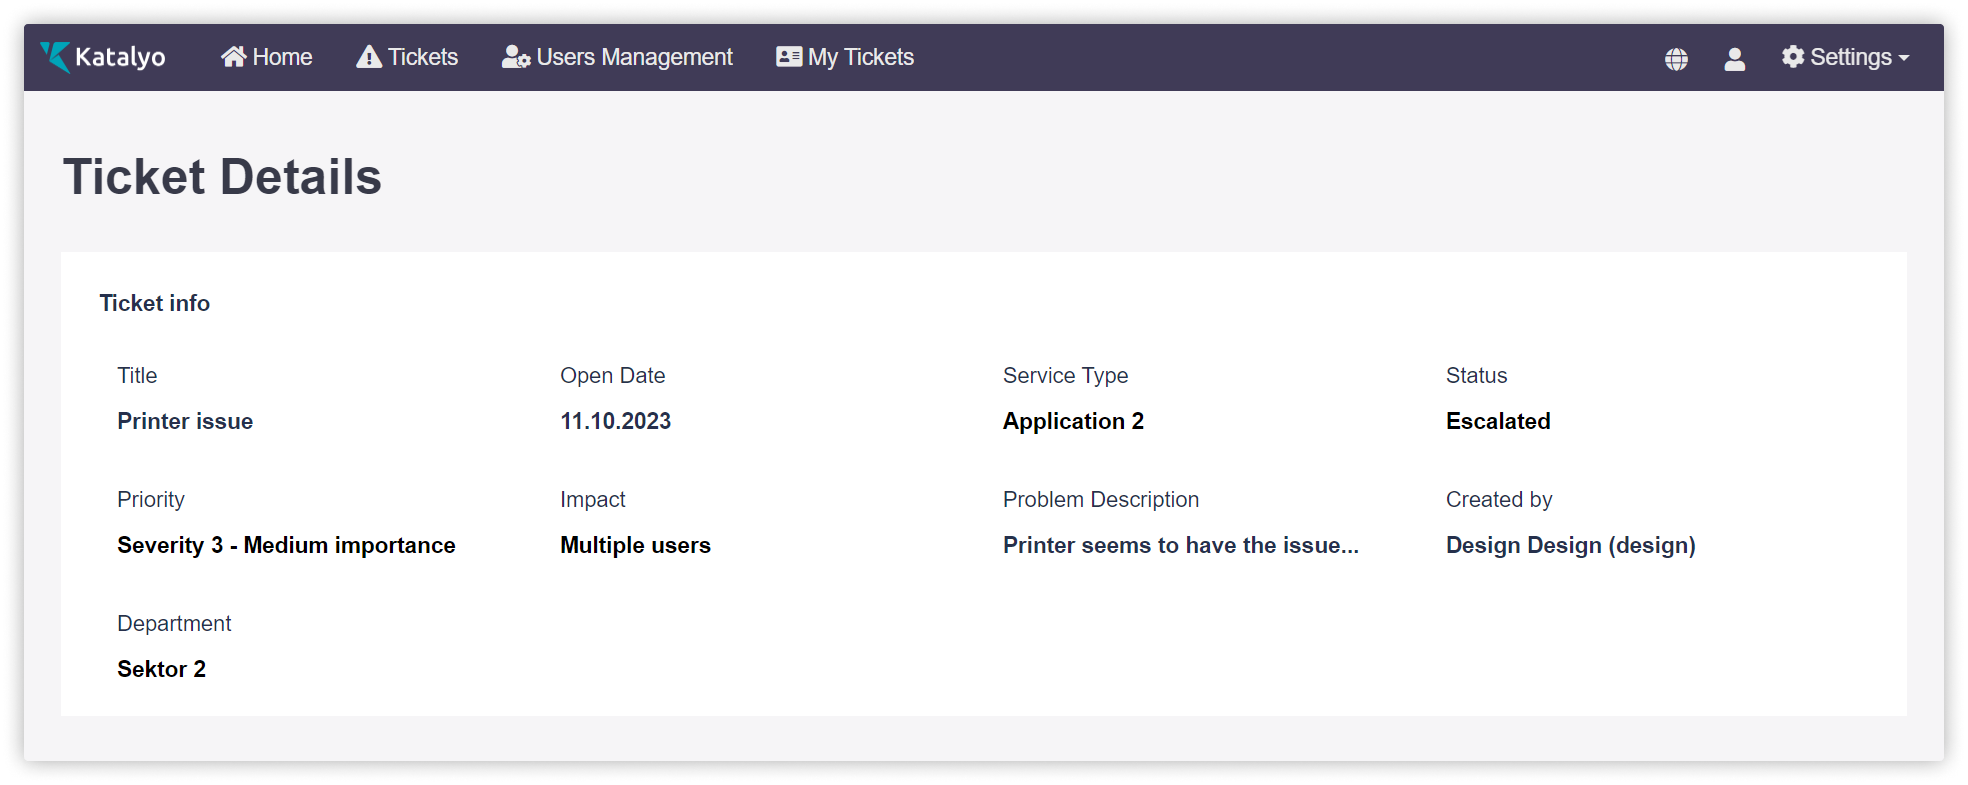 Katalyo Home Tickets Users Management My Tickets Settings
Ticket Details
Ticket info
Title Open Date Service Type Status
Printer issue 11.10.2023 Application 2 Escalated
Priority Impact Problem Description Created by
Severity 3 - Medium importance Multiple users Printer seems to have the issue... Design Design (design)
Department
Sektor 2